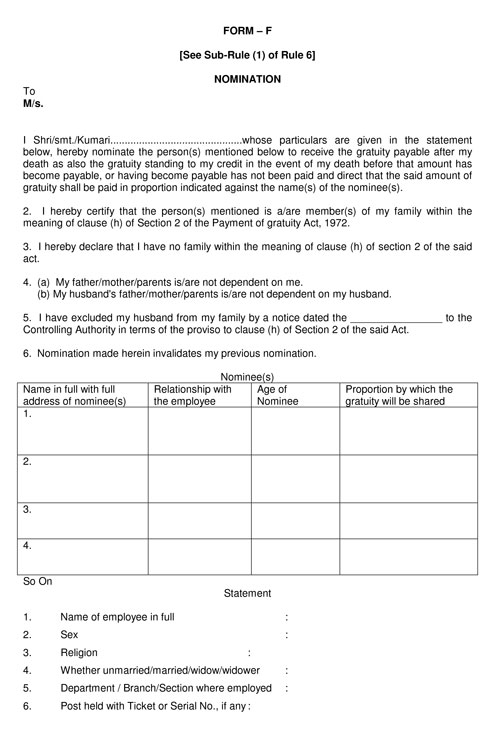 FORM – F
[See Sub-Rule (1) of Rule 6]
NOMINATION
To
M/s.
I Shri/smt./Kumari..............................................whose particulars are given in the statement
below, hereby nominate the person(s) mentioned below to receive the gratuity payable after my
death as also the gratuity standing to my credit in the event of my death before that amount has
become payable, or having become payable has not been paid and direct that the said amount of
gratuity shall be paid in proportion indicated against the name(s) of the nominee(s).
2. I hereby certify that the person(s) mentioned is a/are member(s) of my family within the
meaning of clause (h) of Section 2 of the Payment of gratuity Act, 1972.
3. I hereby declare that I have no family within the meaning of clause (h) of section 2 of the said
act.
4. (a) My father/mother/parents is/are not dependent on me.
(b) My husband's father/mother/parents is/are not dependent on my husband.
5. I have excluded my husband from my family by a notice dated the ________________ to the
Controlling Authority in terms of the proviso to clause (h) of Section 2 of the said Act.
6. Nomination made herein invalidates my previous nomination.
Nominee(s)
Name in full with full Relationship with Age of Proportion by which the
address of nominee(s) the employee Nominee gratuity will be shared
1.
2.
3.
4.
So On
Statement
1. Name of employee in full :
2. Sex :
3. Religion :
4. Whether unmarried/married/widow/widower :
5. Department / Branch/Section where employed :
6. Post held with Ticket or Serial No., if any :